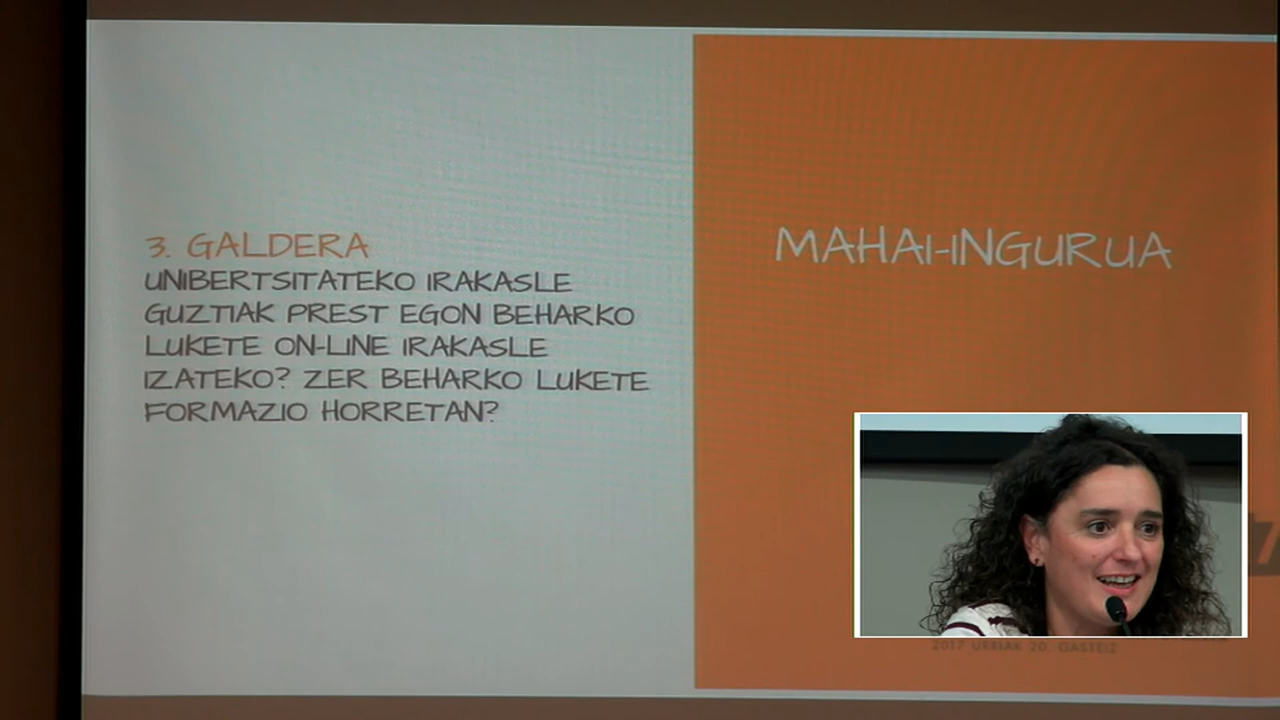 3. GALDERA
UNIBERTSITATEKO IRAKASLE
GUZTIAK PREST EGON BEHARKO
LUKETE ON-LINE IRAKASLE
IZATEKO? ZER BEHARKO LUKETE
FORMAZIO HORRETAN?
MAHAI-INGURUA
2017 URRIAK 20. GASTEIZ